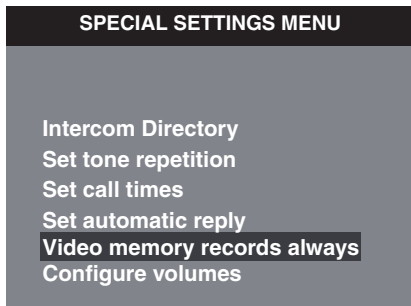 SPECIAL SETTINGS MENU
Intercom Directory
Set tone repetition
Set call times
Set automatic reply
Video memory records always
Configure volumes